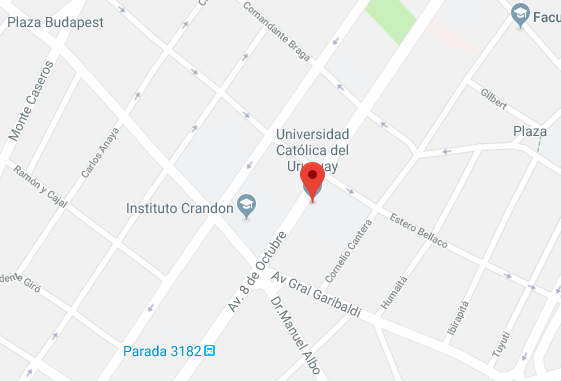 Plaza Budapest
Comandante Braga
Facu
Monte Caseros
Gilbert
Carlos Anaya
Universidad
Católica del
Uruguay
Plaza
Ramón y Cajal
Instituto Crandon
Estero Bellaco
Cornelio Cantera
Av. 8 de Octubre
dente Giró
Av Gral Garibaldi
Humaitá
Ibirapitá
Dr.Manuel Albo
Tuyutí
Parada 3182